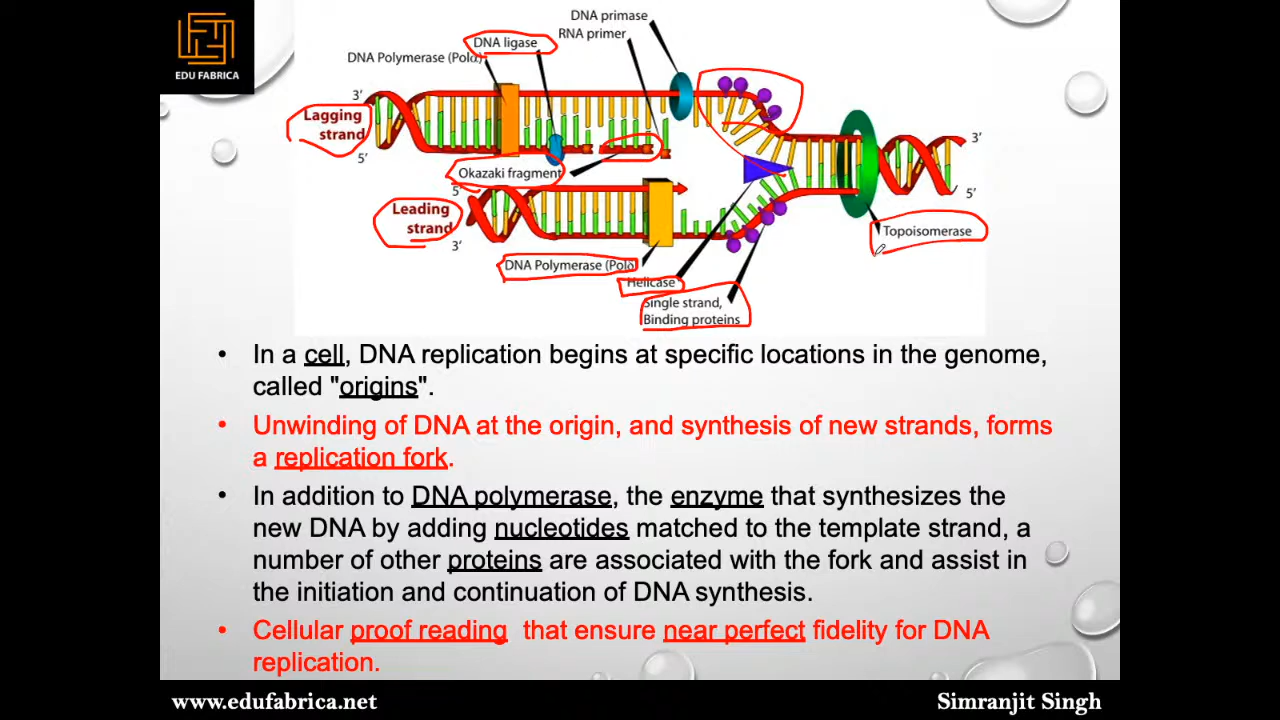 EDU FABRICA
DNA primase
RNA primer
DNA ligase
DNA Polymerase (Polα)
3'
Lagging
strand
5'
3'
5'
Okazaki fragment
5'
Leading
strand
3'
Topoisomerase
DNA Polymerase (Polδ
Helicase
Single strand,
Binding proteins
• In a cell, DNA replication begins at specific locations in the genome,
called "origins".
• Unwinding of DNA at the origin, and synthesis of new strands, forms
a replication fork.
• In addition to DNA polymerase, the enzyme that synthesizes the
new DNA by adding nucleotides matched to the template strand, a
number of other proteins are associated with the fork and assist in
the initiation and continuation of DNA synthesis.
• Cellular proof reading that ensure near perfect fidelity for DNA
replication.
www.edufabrica.net
Simranjit Singh